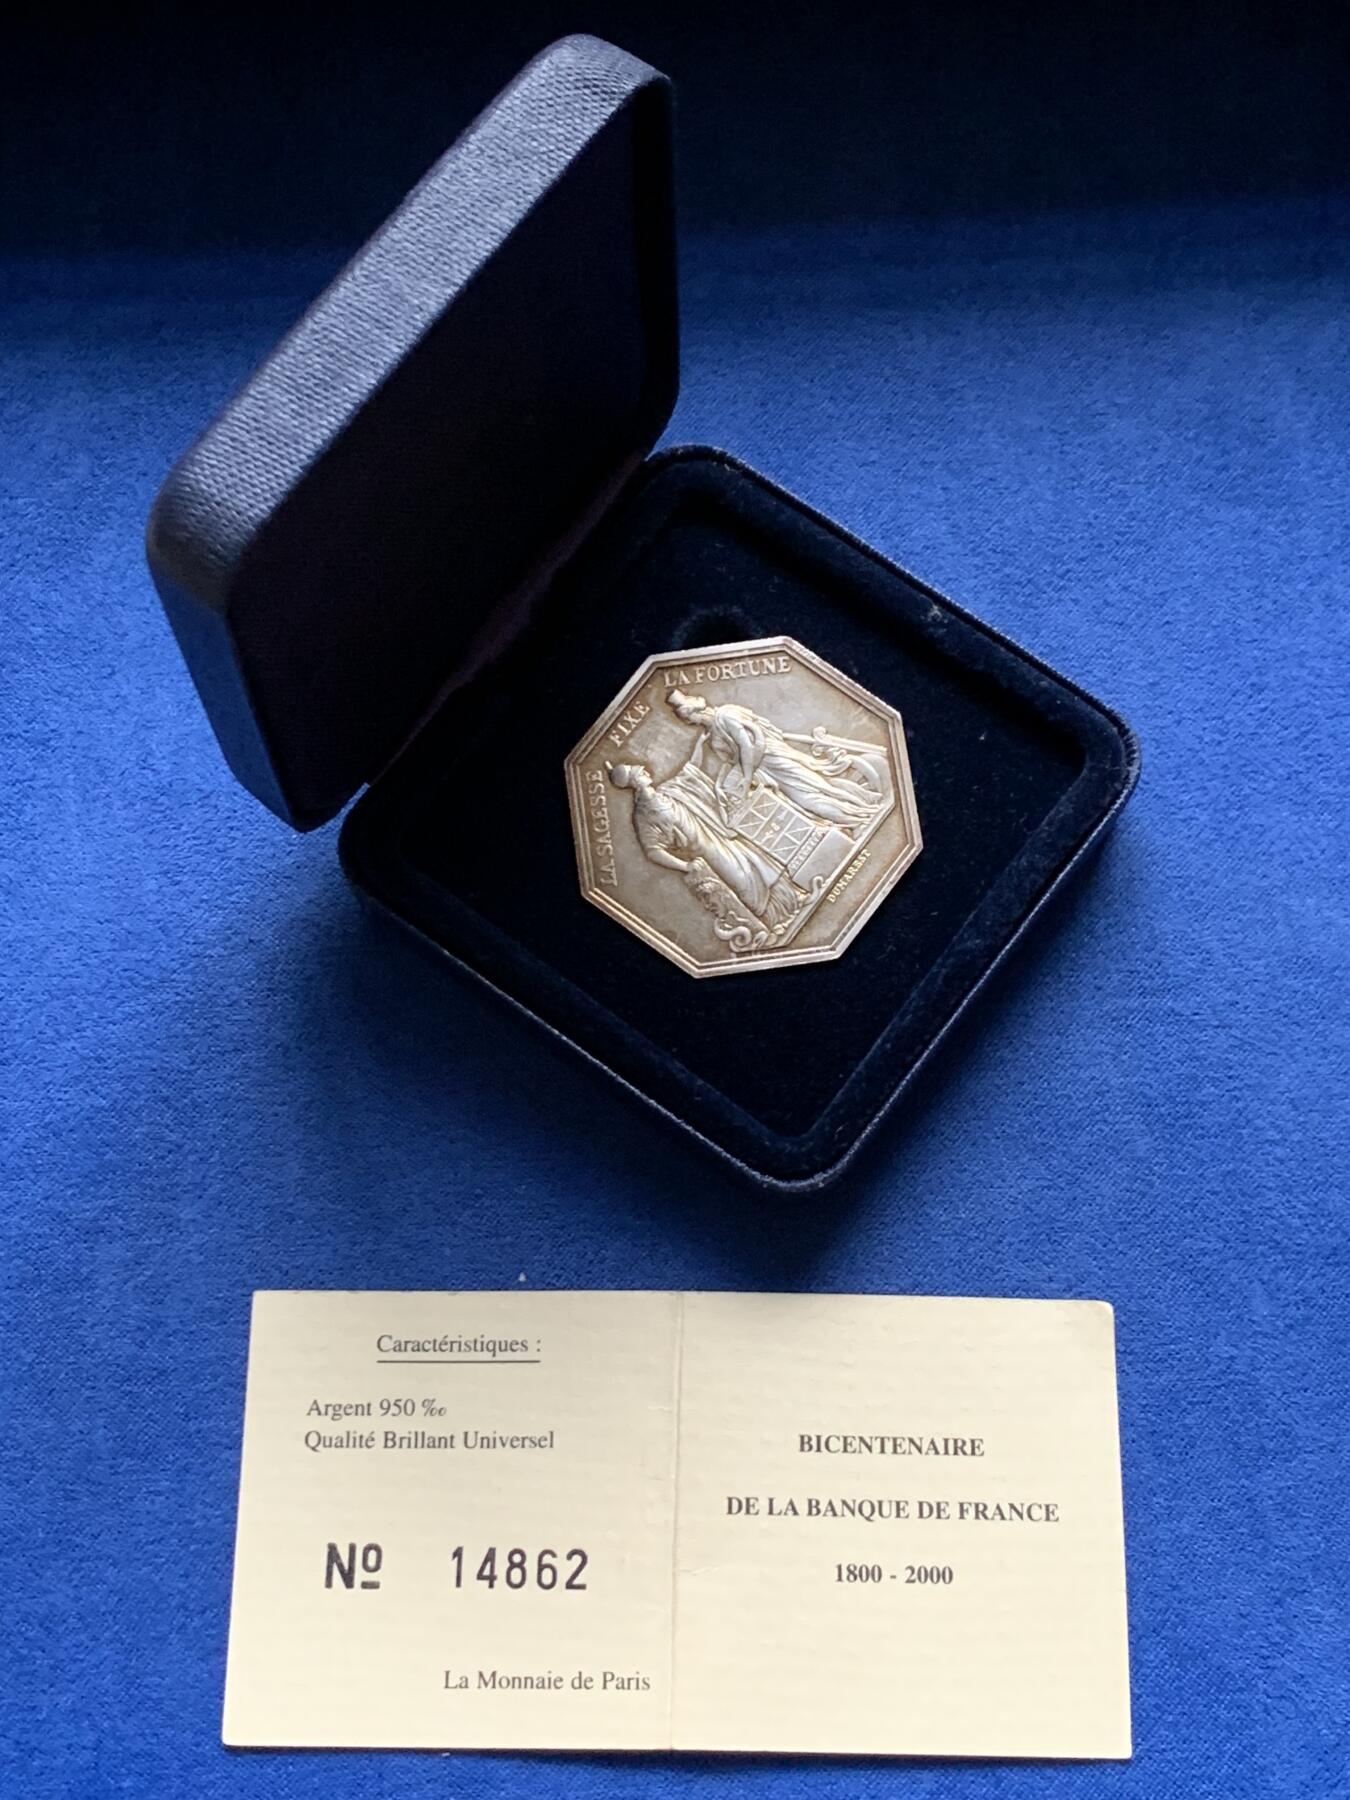 LA SAGESSE FIXE LA FORTUNE
DUMAREST
Caractéristiques :
Argent 950 ‰
Qualité Brillant Universel
Nº 14862
La Monnaie de Paris
BICENTENAIRE
DE LA BANQUE DE FRANCE
1800 - 2000